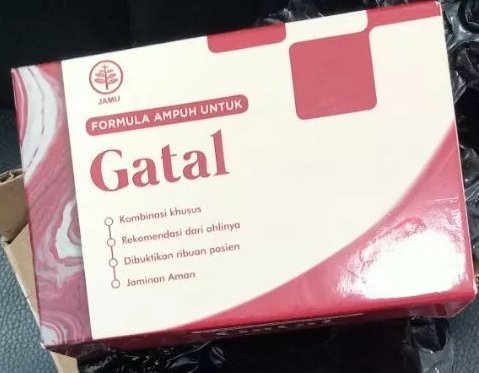 JAMU
FORMULA AMPUH UNTUK
Gatal
Kombinasi khusus
Rekomendasi dari ahlinya
Dibuktikan ribuan pasien
Jaminan Aman